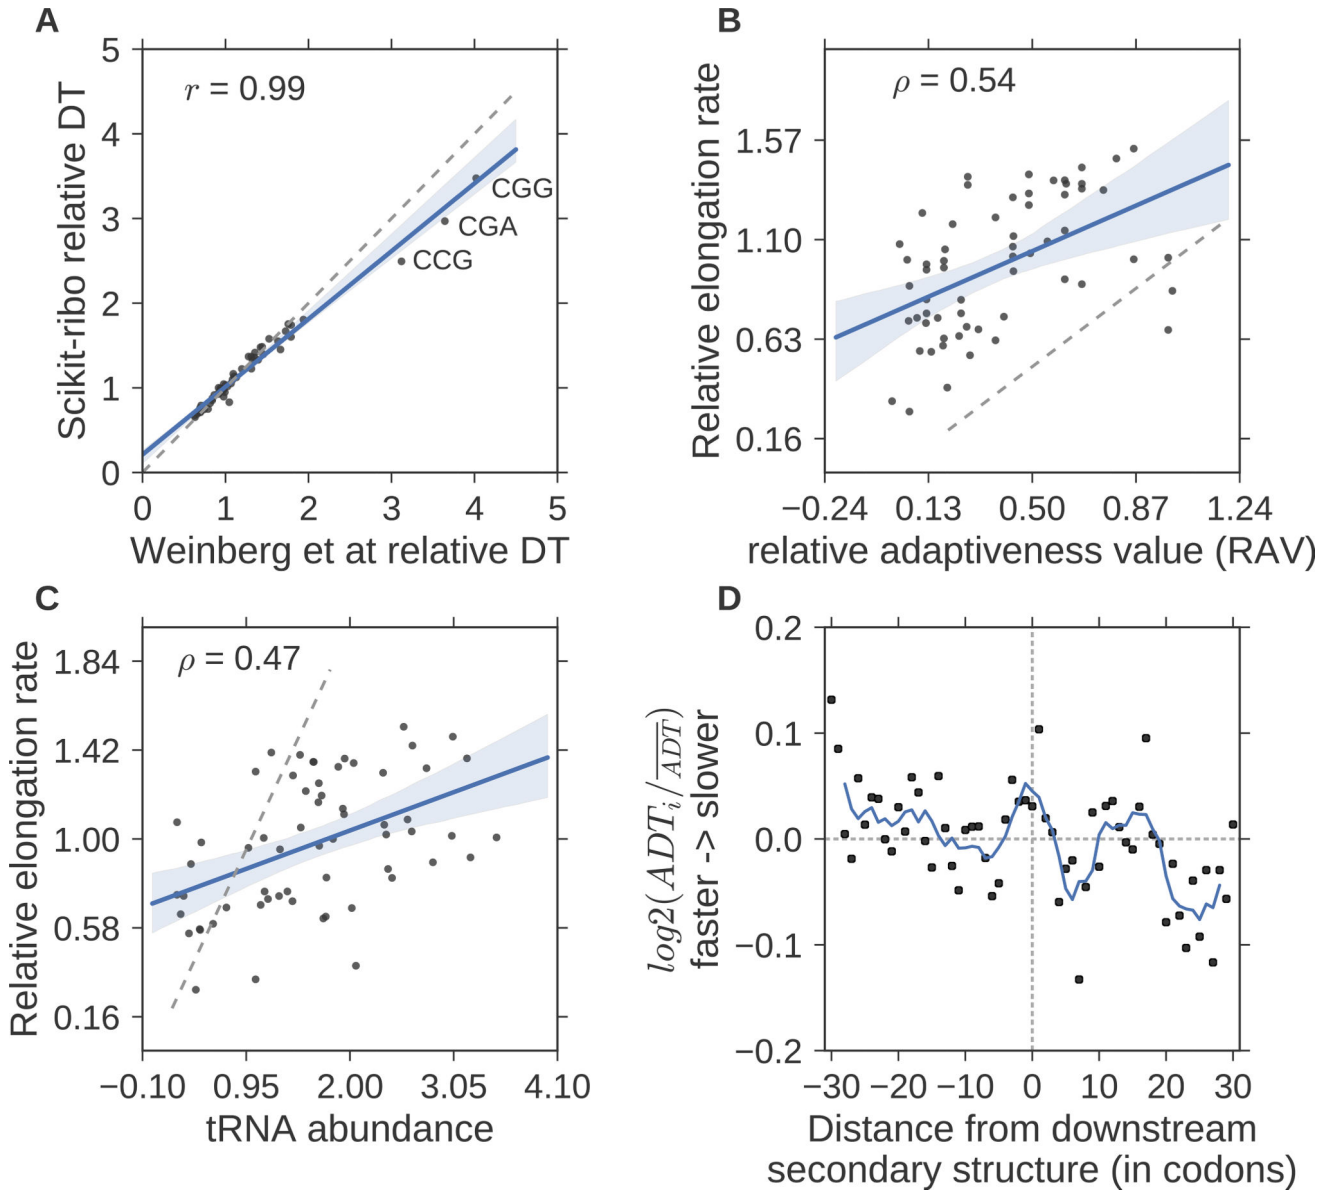 A
5
4
3
2
1
0
0 1 2 3 4 5
Scikit-ribo relative DT
r = 0.99
CGG
CGA
CCG
Weinberg et at relative DT
B
1.57
1.10
0.63
0.16
−0.24 0.13 0.50 0.87 1.24
Relative elongation rate
ρ = 0.54
relative adaptiveness value (RAV)
C
1.84
1.42
1.00
0.58
0.16
−0.10 0.95 2.00 3.05 4.10
Relative elongation rate
ρ = 0.47
tRNA abundance
D
0.2
0.1
0.0
−0.1
−0.2
−30 −20 −10 0 10 20 30
log2(ADTi/ADT)
faster -> slower
Distance from downstream
secondary structure (in codons)